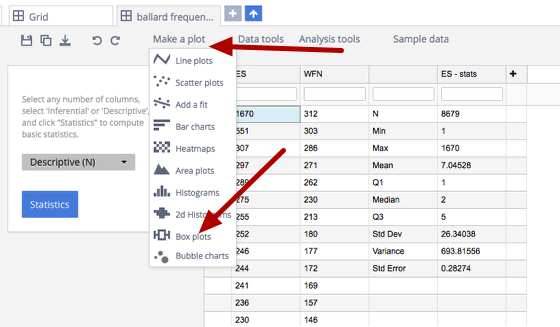 Grid
ballard frequen...
Make a plot
Data tools
Analysis tools
Sample data
Select any number of columns,
select 'Inferential' or 'Descriptive',
and click "Statistics" to compute
basic statistics.
Descriptive (N)
Statistics
Line plots
Scatter plots
Add a fit
Bar charts
Heatmaps
Area plots
Histograms
2d Histograms
Box plots
Bubble charts
ES WFN ES - stats +
1670 312 N 8679
551 303 Min 1
307 286 Max 1670
297 271 Mean 7.04528
289 262 Q1 1
275 230 Median 2
255 213 Q3 5
252 180 Std Dev 26.34038
246 177 Variance 693.81556
244 172 Std Error 0.28274
241 169
236 157
230 146